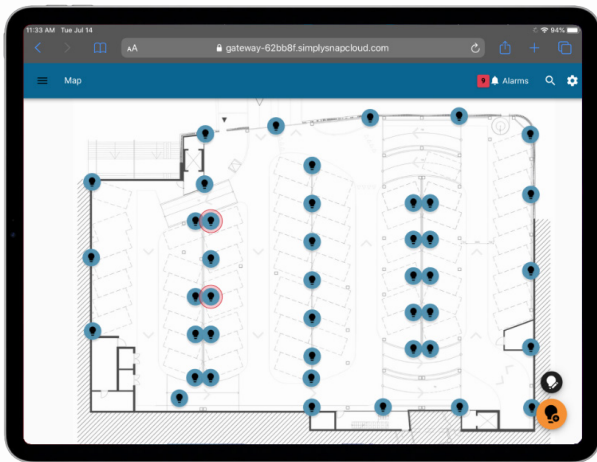 11:33 AM Tue Jul 14
94%
AA
gateway-62bb8f.simplysnapcloud.com
Map
9
Alarms